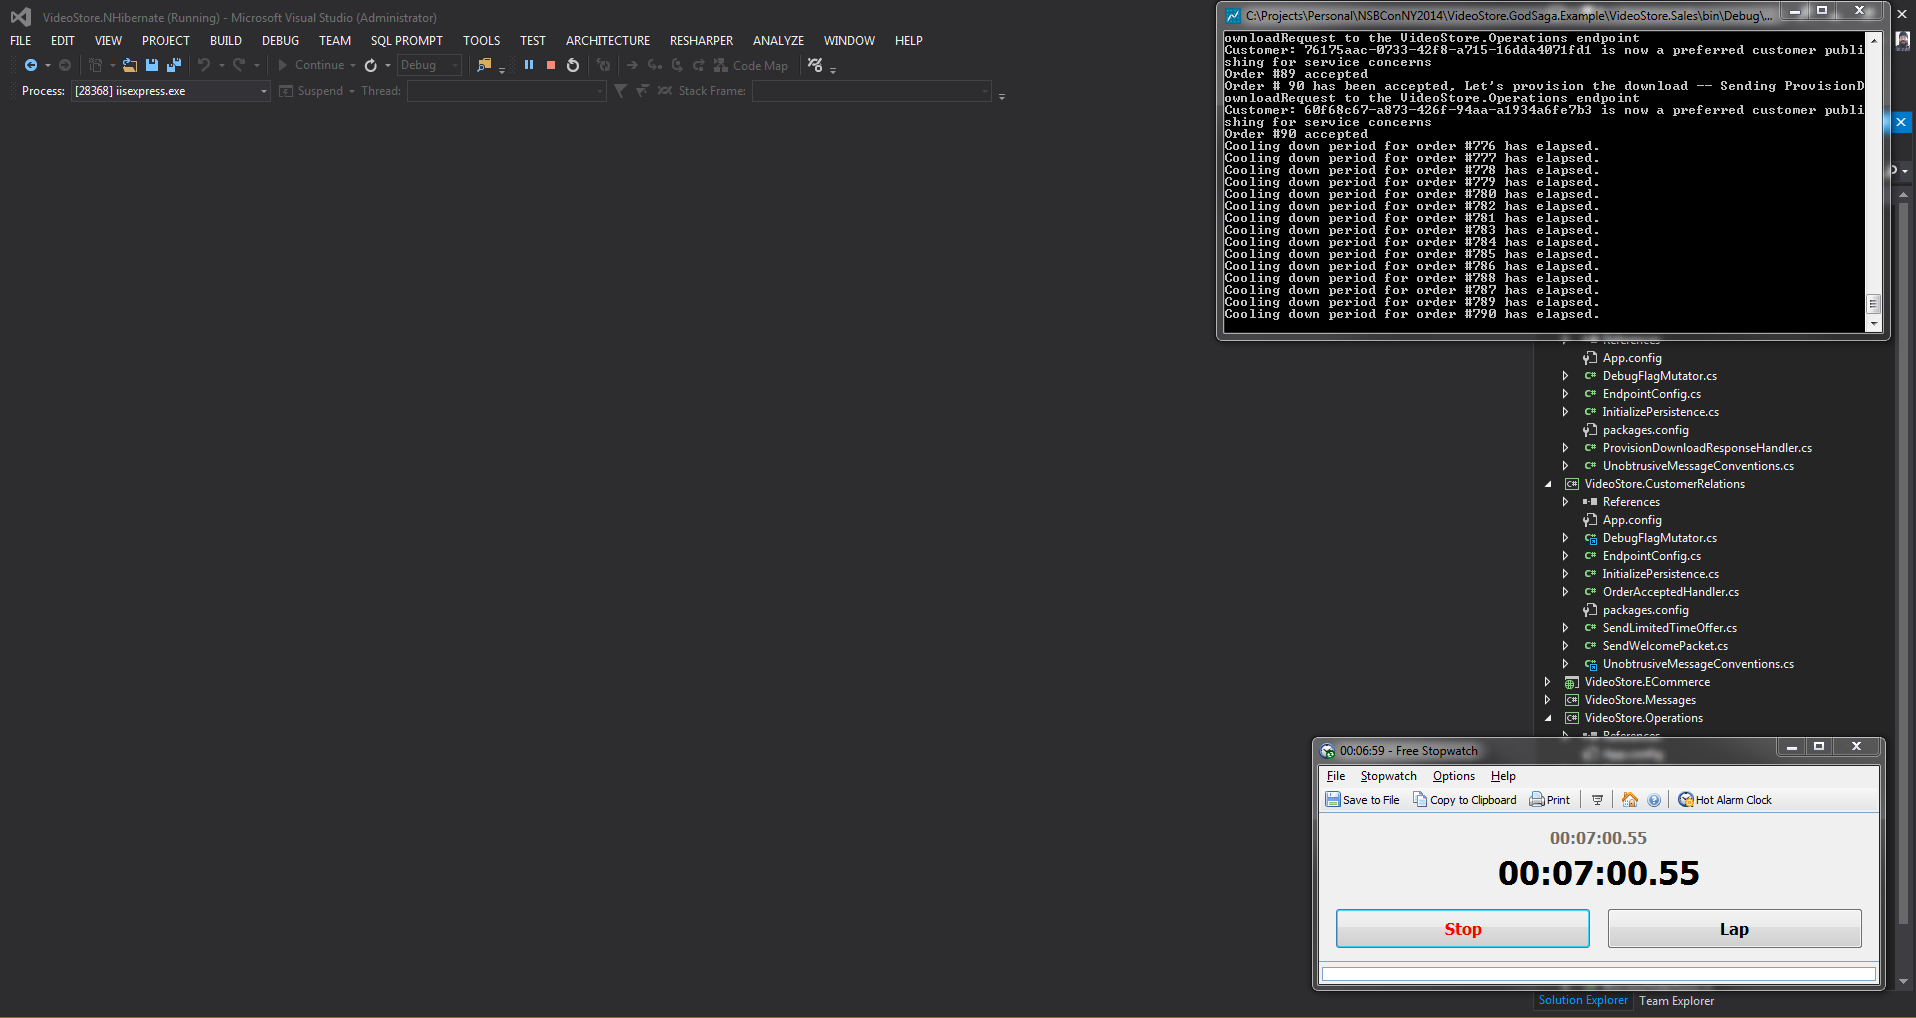 VideoStore.NHibernate (Running) - Microsoft Visual Studio (Administrator)
FILE EDIT VIEW PROJECT BUILD DEBUG TEAM SQL PROMPT TOOLS TEST ARCHITECTURE RESHARPER ANALYZE WINDOW HELP
Continue Debug Code Map
Process: [28368] iisexpress.exe Suspend Thread: Stack Frame:
C:\Projects\Personal\NSBConNY2014\VideoStore.GodSaga.Example\VideoStore.Sales\bin\Debug\...
ownloadRequest to the VideoStore.Operations endpoint
Customer: 76175aac-0733-42f8-a715-16dda4071fd1 is now a preferred customer publi
shing for service concerns
Order #89 accepted
Order # 90 has been accepted, Let's provision the download -- Sending ProvisionD
ownloadRequest to the VideoStore.Operations endpoint
Customer: 60f68c67-a873-426f-94aa-a1934a6fe7b3 is now a preferred customer publi
shing for service concerns
Order #90 accepted
Cooling down period for order #776 has elapsed.
Cooling down period for order #777 has elapsed.
Cooling down period for order #778 has elapsed.
Cooling down period for order #779 has elapsed.
Cooling down period for order #780 has elapsed.
Cooling down period for order #782 has elapsed.
Cooling down period for order #781 has elapsed.
Cooling down period for order #783 has elapsed.
Cooling down period for order #784 has elapsed.
Cooling down period for order #785 has elapsed.
Cooling down period for order #786 has elapsed.
Cooling down period for order #788 has elapsed.
Cooling down period for order #787 has elapsed.
Cooling down period for order #789 has elapsed.
Cooling down period for order #790 has elapsed.
References
App.config
DebugFlagMutator.cs
EndpointConfig.cs
InitializePersistence.cs
packages.config
ProvisionDownloadResponseHandler.cs
UnobtrusiveMessageConventions.cs
VideoStore.CustomerRelations
References
App.config
DebugFlagMutator.cs
EndpointConfig.cs
InitializePersistence.cs
OrderAcceptedHandler.cs
packages.config
SendLimitedTimeOffer.cs
SendWelcomePacket.cs
UnobtrusiveMessageConventions.cs
VideoStore.ECommerce
VideoStore.Messages
VideoStore.Operations
References
App.config
00:06:59 - Free Stopwatch
File Stopwatch Options Help
Save to File Copy to Clipboard Print Hot Alarm Clock
00:07:00.55
00:07:00.55
Stop Lap
Solution Explorer Team Explorer